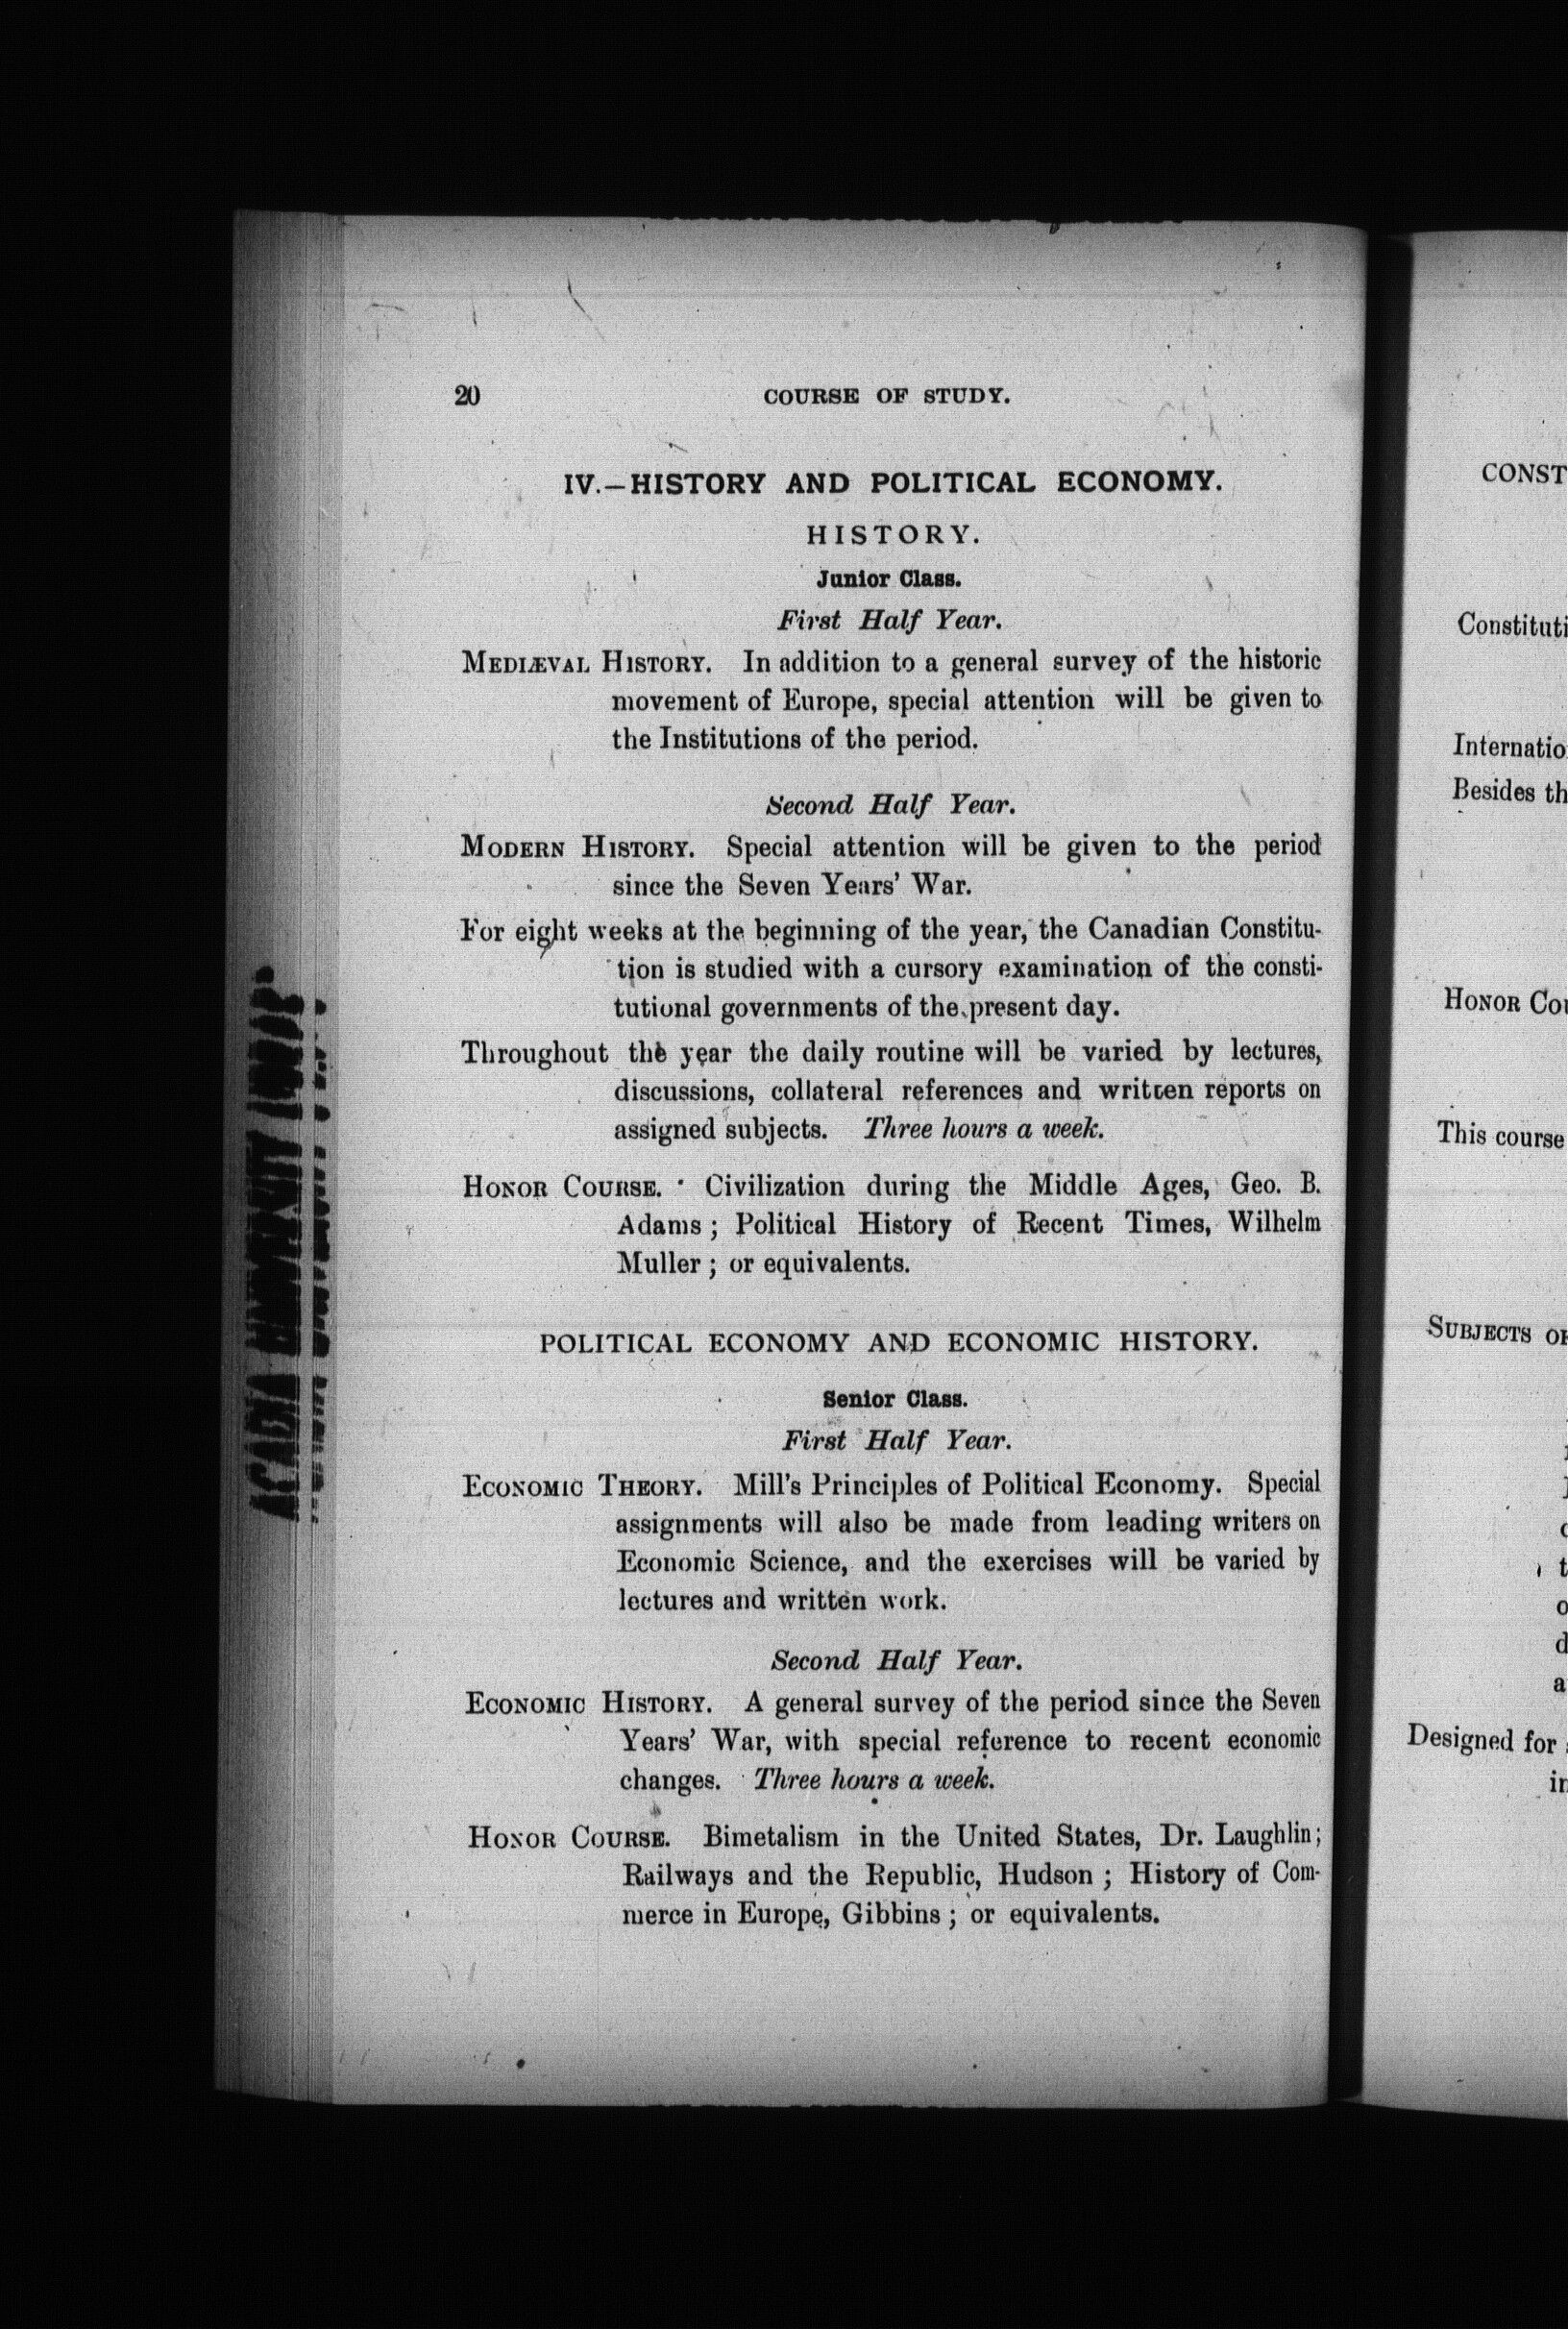 20 COURSE OF STUDY.
IV.—HISTORY AND POLITICAL ECONOMY.
HISTORY.
Junior Class.
First Half Year.
MEDIÆVAL HISTORY. In addition to a general survey of the historic
movement of Europe, special attention will be given to
the Institutions of the period.
Second Half Year.
MODERN HISTORY. Special attention will be given to the period
since the Seven Years' War.
For eight weeks at the beginning of the year, the Canadian Constitu-
tion is studied with a cursory examination of the consti-
tutional governments of the present day.
Throughout the year the daily routine will be varied by lectures,
discussions, collateral references and written reports on
assigned subjects. Three hours a week.
HONOR COURSE. Civilization during the Middle Ages, Geo. B.
Adams ; Political History of Recent Times, Wilhelm
Muller ; or equivalents.
POLITICAL ECONOMY AND ECONOMIC HISTORY.
Senior Class.
First Half Year.
ECONOMIC THEORY. Mill's Principles of Political Economy. Special
assignments will also be made from leading writers on
Economic Science, and the exercises will be varied by
lectures and written work.
Second Half Year.
ECONOMIC HISTORY. A general survey of the period since the Seven
Years' War, with special reference to recent economic
changes. Three hours a week.
HONOR COURSE. Bimetalism in the United States, Dr. Laughlin;
Railways and the Republic, Hudson ; History of Com-
merce in Europe, Gibbins ; or equivalents.
ACADIA UNIVERSITY
CONST
Constituti
Internatio
Besides th
HONOR Cou
This course
SUBJECTS OF
Designed for
in